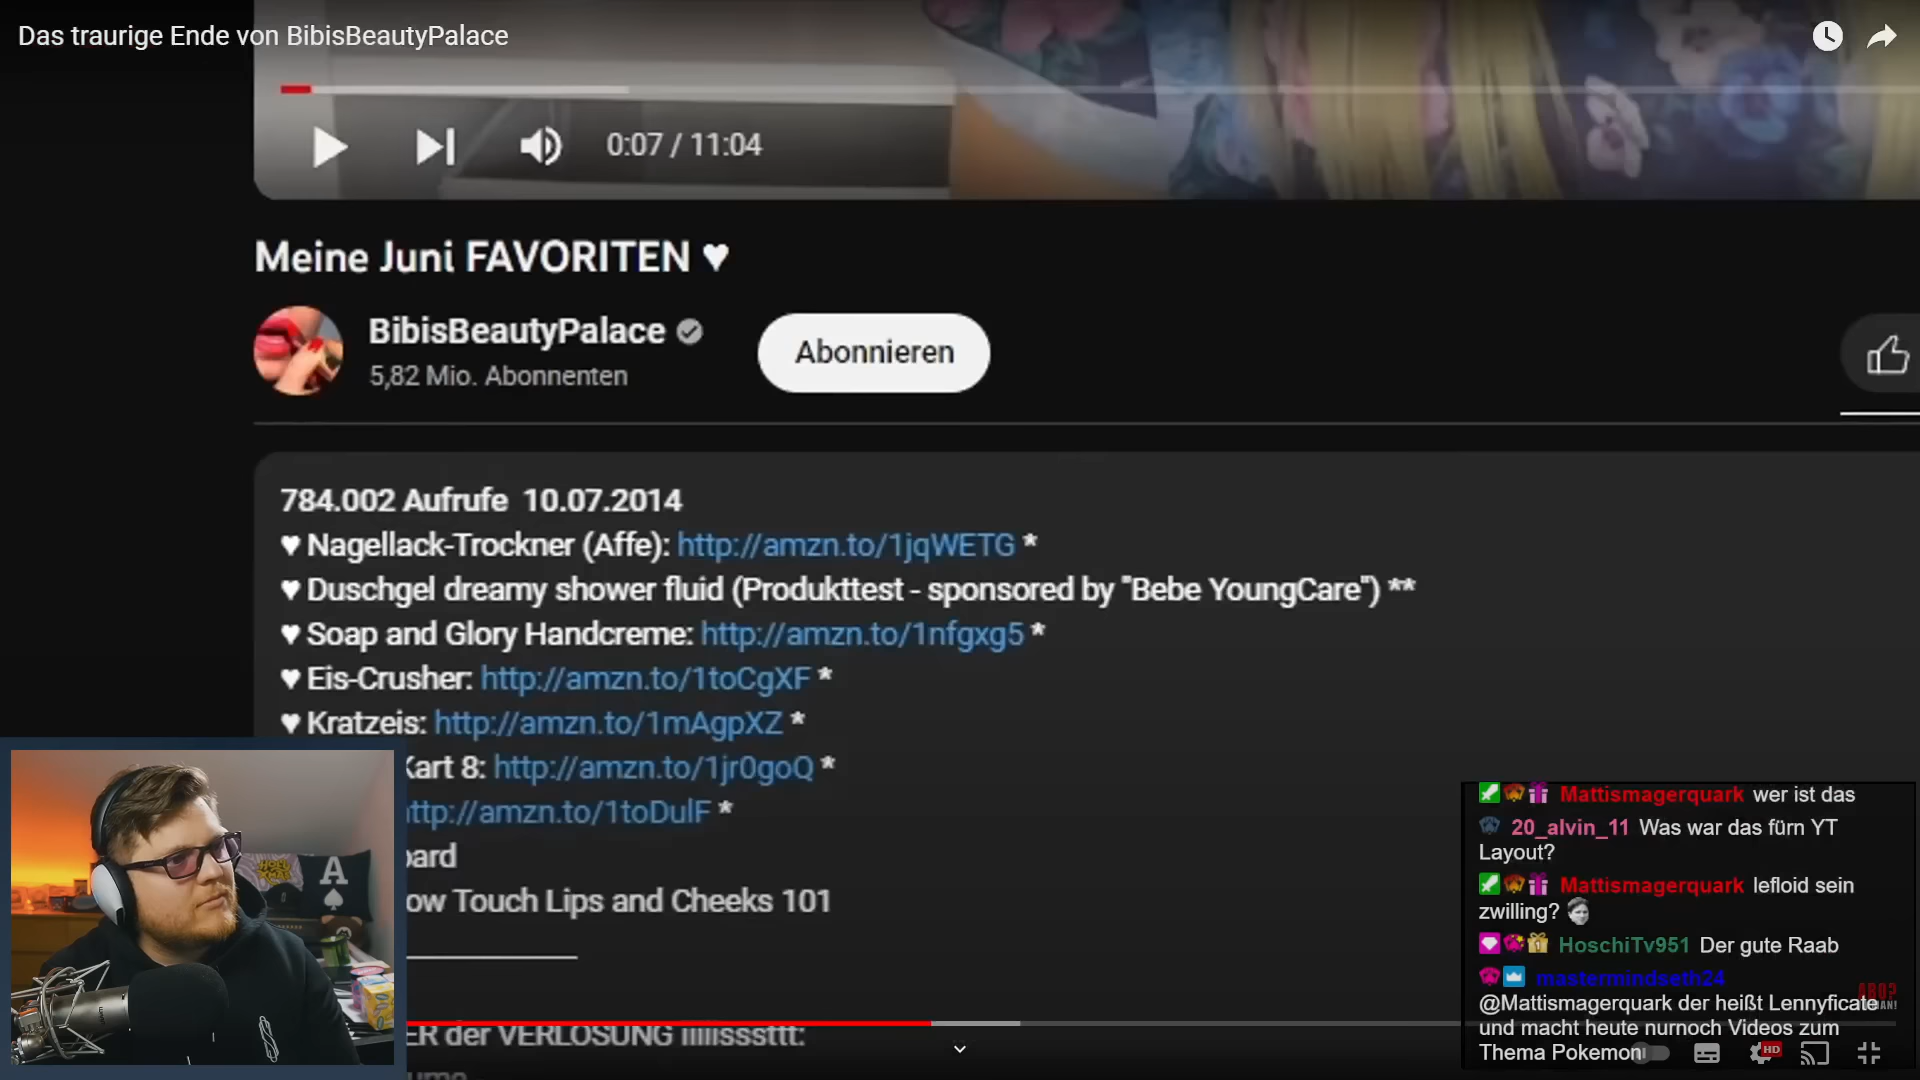 Das traurige Ende von BibisBeautyPalace
0:07 / 11:04
Meine Juni FAVORITEN ♥
BibisBeautyPalace
5,82 Mio. Abonnenten
Abonnieren
784.002 Aufrufe 10.07.2014
♥ Nagellack-Trockner (Affe): http://amzn.to/1jqWETG *
♥ Duschgel dreamy shower fluid (Produkttest - sponsored by "Bebe YoungCare") **
♥ Soap and Glory Handcreme: http://amzn.to/1nfgxg5 *
♥ Eis-Crusher: http://amzn.to/1toCgXF *
♥ Kratzeis: http://amzn.to/1mAgpXZ *
Kart 8: http://amzn.to/1jr0goQ *
http://amzn.to/1toDulF *
oard
ow Touch Lips and Cheeks 101
ER der VERLOSUNG iiiiiisssttt:
A
Mattismagerquark wer ist das
20_alvin_11 Was war das fürn YT
Layout?
Mattismagerquark lefloid sein
zwilling?
HoschiTv951 Der gute Raab
mastermindseth24
@Mattismagerquark der heißt Lennyficate
und macht heute nurnoch Videos zum
Thema Pokemon
ABO?
HD